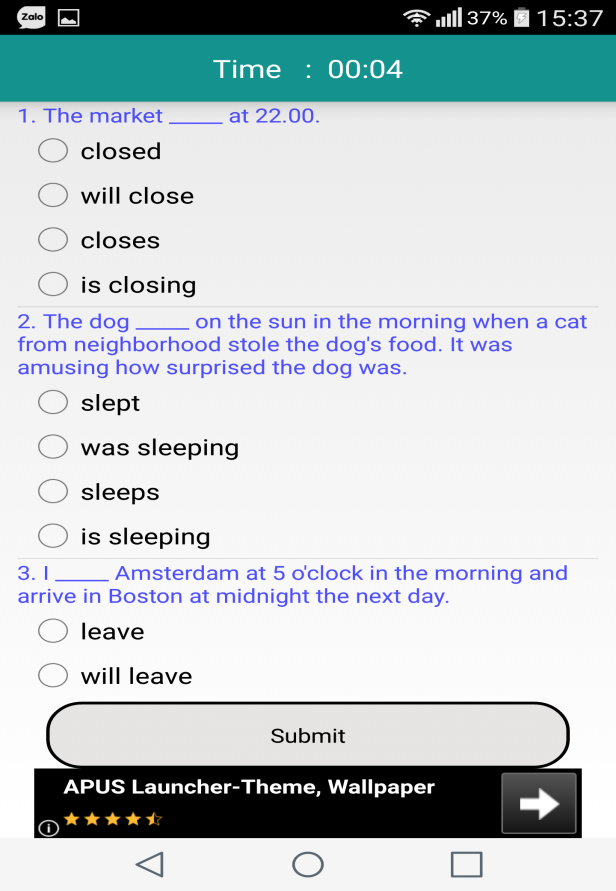 Zalo 37% 15:37
Time : 00:04
1. The market _____ at 22.00.
closed
will close
closes
is closing
2. The dog _____ on the sun in the morning when a cat
from neighborhood stole the dog's food. It was
amusing how surprised the dog was.
slept
was sleeping
sleeps
is sleeping
3. I _____ Amsterdam at 5 o'clock in the morning and
arrive in Boston at midnight the next day.
leave
will leave
Submit
APUS Launcher-Theme, Wallpaper